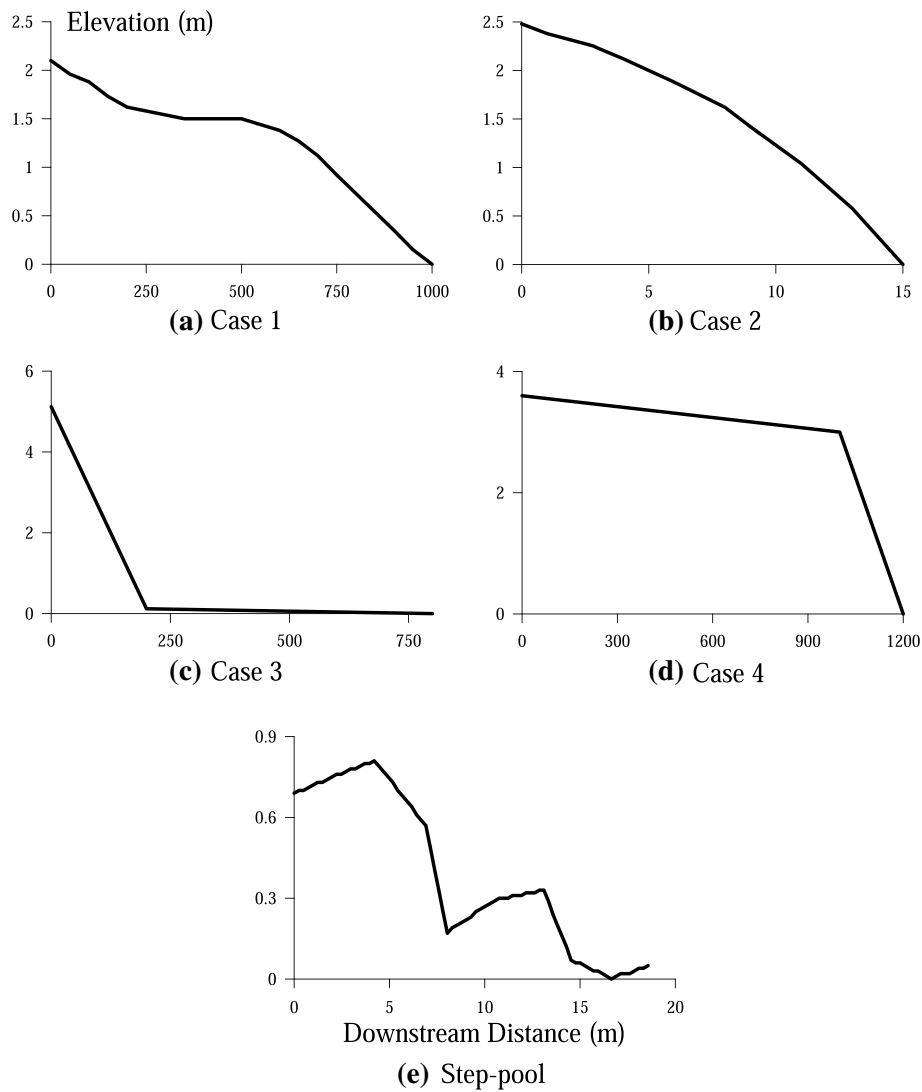 Elevation (m)
2.5
2
1.5
1
0.5
0
0 250 500 750 1000
(a) Case 1
2.5
2
1.5
1
0.5
0
0 5 10 15
(b) Case 2
6
4
2
0
0 250 500 750
(c) Case 3
4
2
0
0 300 600 900 1200
(d) Case 4
0.9
0.6
0.3
0
0 5 10 15 20
Downstream Distance (m)
(e) Step-pool